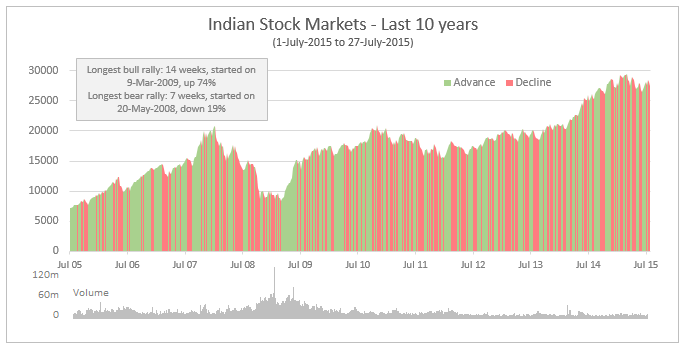 Indian Stock Markets - Last 10 years
(1-July-2015 to 27-July-2015)
Longest bull rally: 14 weeks, started on
9-Mar-2009, up 74%
Longest bear rally: 7 weeks, started on
20-May-2008, down 19%
Advance Decline
30000
25000
20000
15000
10000
5000
0
Jul 05 Jul 06 Jul 07 Jul 08 Jul 09 Jul 10 Jul 11 Jul 12 Jul 13 Jul 14 Jul 15
120m
60m
0
Volume